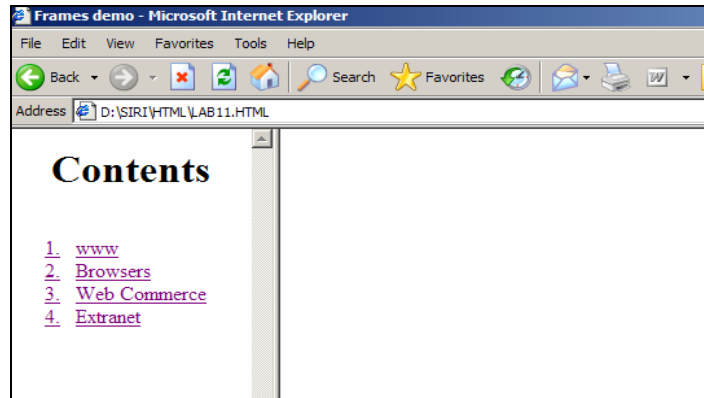 Frames demo - Microsoft Internet Explorer
File Edit View Favorites Tools Help
Back Search Favorites W
Address D:\SIRI\HTML\LAB11.HTML
Contents
1. www
2. Browsers
3. Web Commerce
4. Extranet